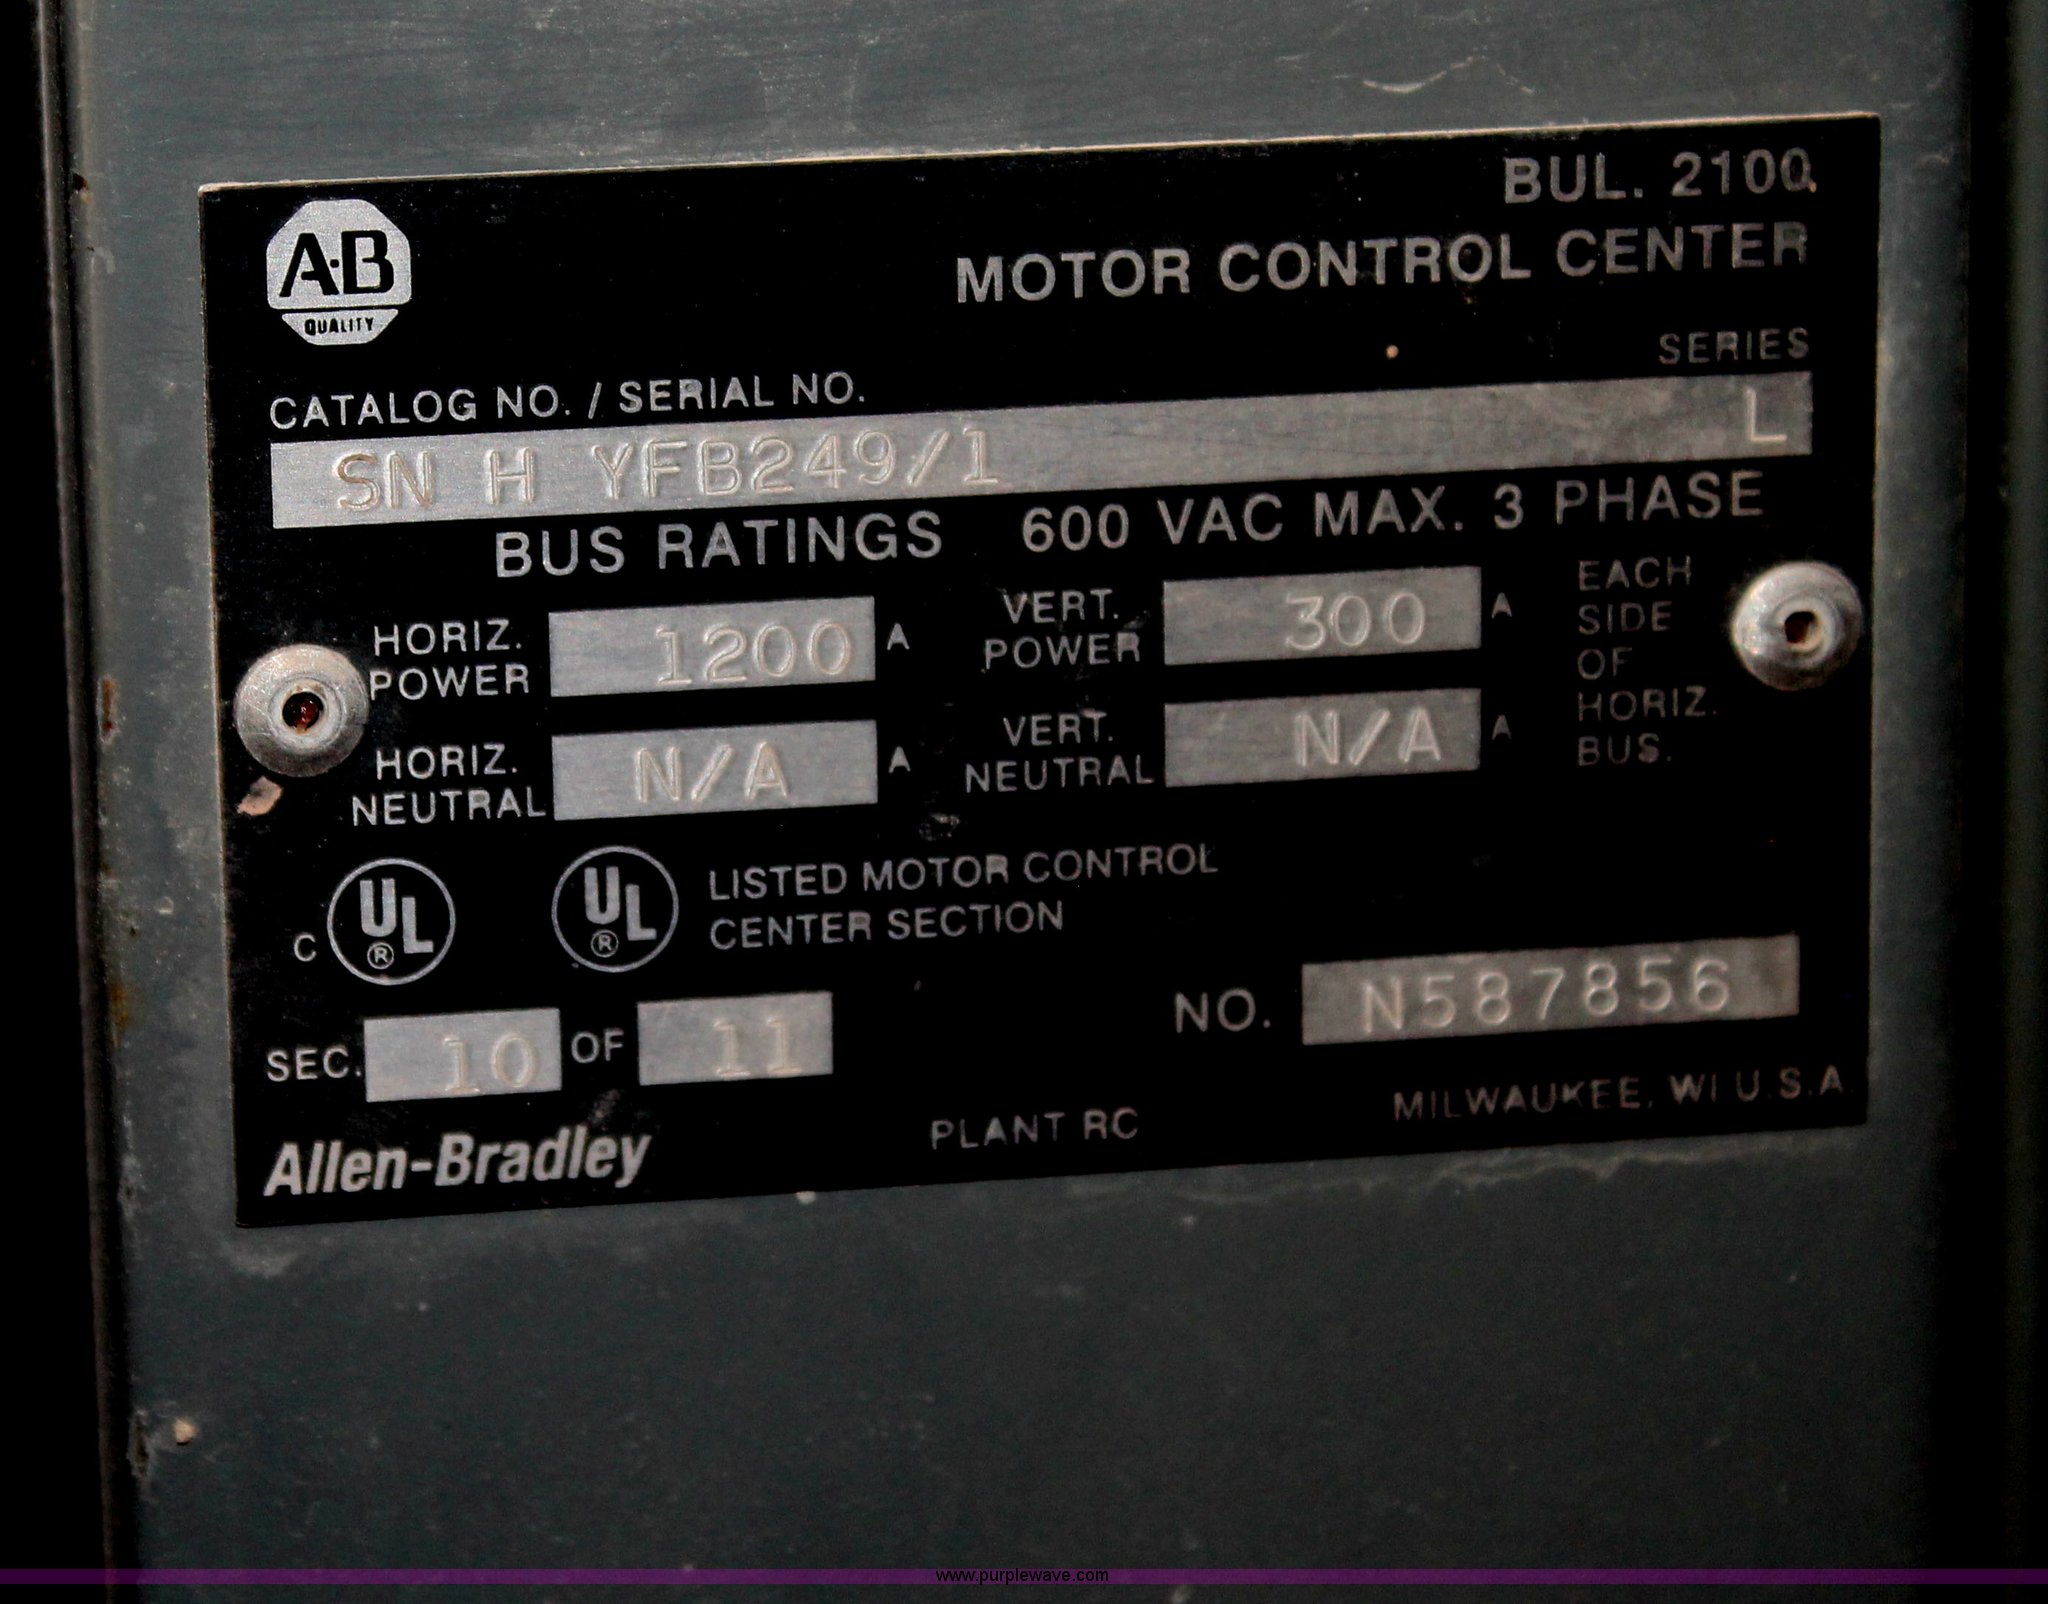 BUL. 2100
A·B
QUALITY
MOTOR CONTROL CENTER
CATALOG NO. / SERIAL NO.
SERIES
SN H YFB249/1
L
BUS RATINGS 600 VAC MAX. 3 PHASE
HORIZ.
POWER
1200
A
VERT.
POWER
300
A
EACH
SIDE
OF
HORIZ.
BUS.
HORIZ.
NEUTRAL
N/A
A
VERT.
NEUTRAL
N/A
A
C UL ® UL ®
LISTED MOTOR CONTROL
CENTER SECTION
SEC. 10 OF 11
NO. N587856
Allen-Bradley
PLANT RC
MILWAUKEE, WI U.S.A.
www.purplewave.com